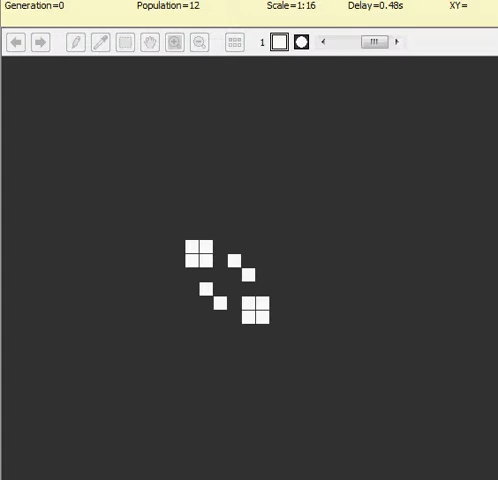 Generation=0 Population=12 Scale=1:16 Delay=0.48s XY=
1